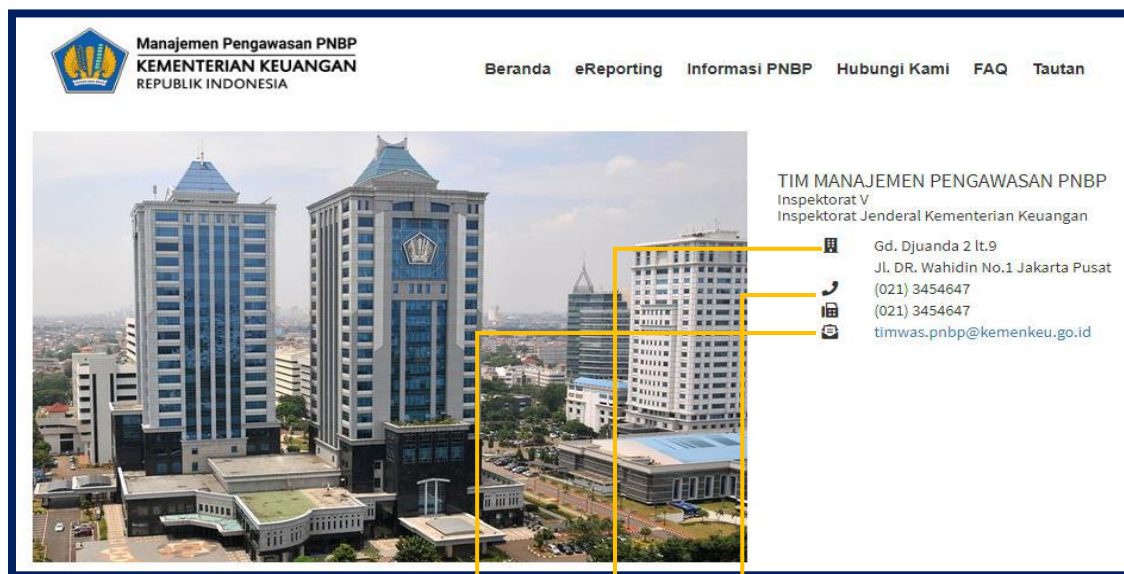 Manajemen Pengawasan PNBP
KEMENTERIAN KEUANGAN
REPUBLIK INDONESIA
Beranda eReporting Informasi PNBP Hubungi Kami FAQ Tautan
TIM MANAJEMEN PENGAWASAN PNBP
Inspektorat V
Inspektorat Jenderal Kementerian Keuangan
Gd. Djuanda 2 lt.9
Jl. DR. Wahidin No.1 Jakarta Pusat
(021) 3454647
(021) 3454647
timwas.pnbp@kemenkeu.go.id